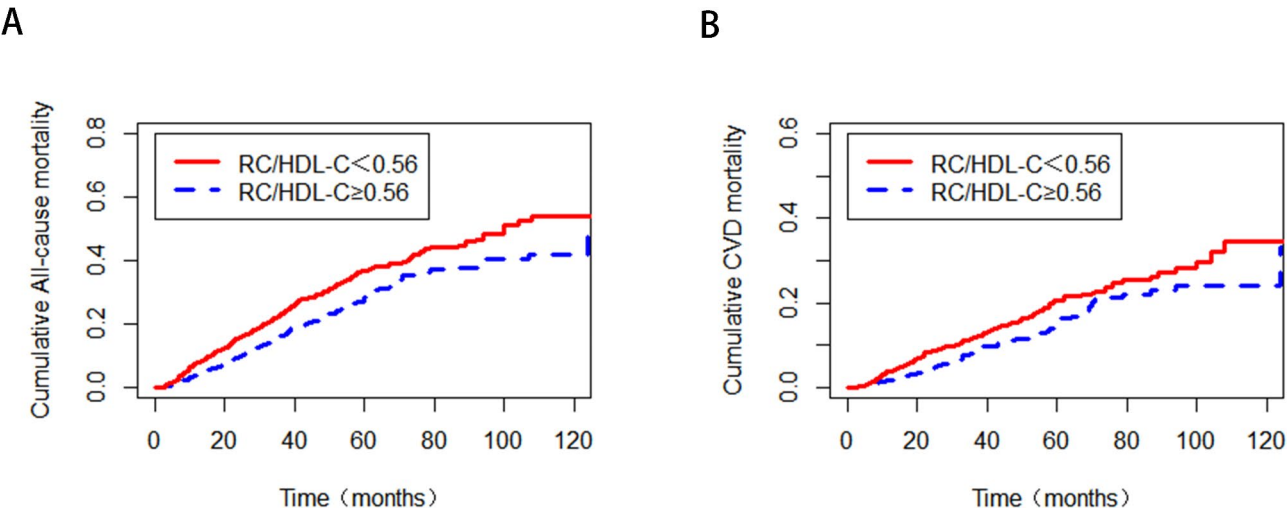 A
Cumulative All-cause mortality
0.8
0.6
0.4
0.2
0.0
RC/HDL-C＜0.56
RC/HDL-C≥0.56
0 20 40 60 80 100 120
Time（months）
B
Cumulative CVD mortality
0.6
0.4
0.2
0.0
RC/HDL-C＜0.56
RC/HDL-C≥0.56
0 20 40 60 80 100 120
Time（months）